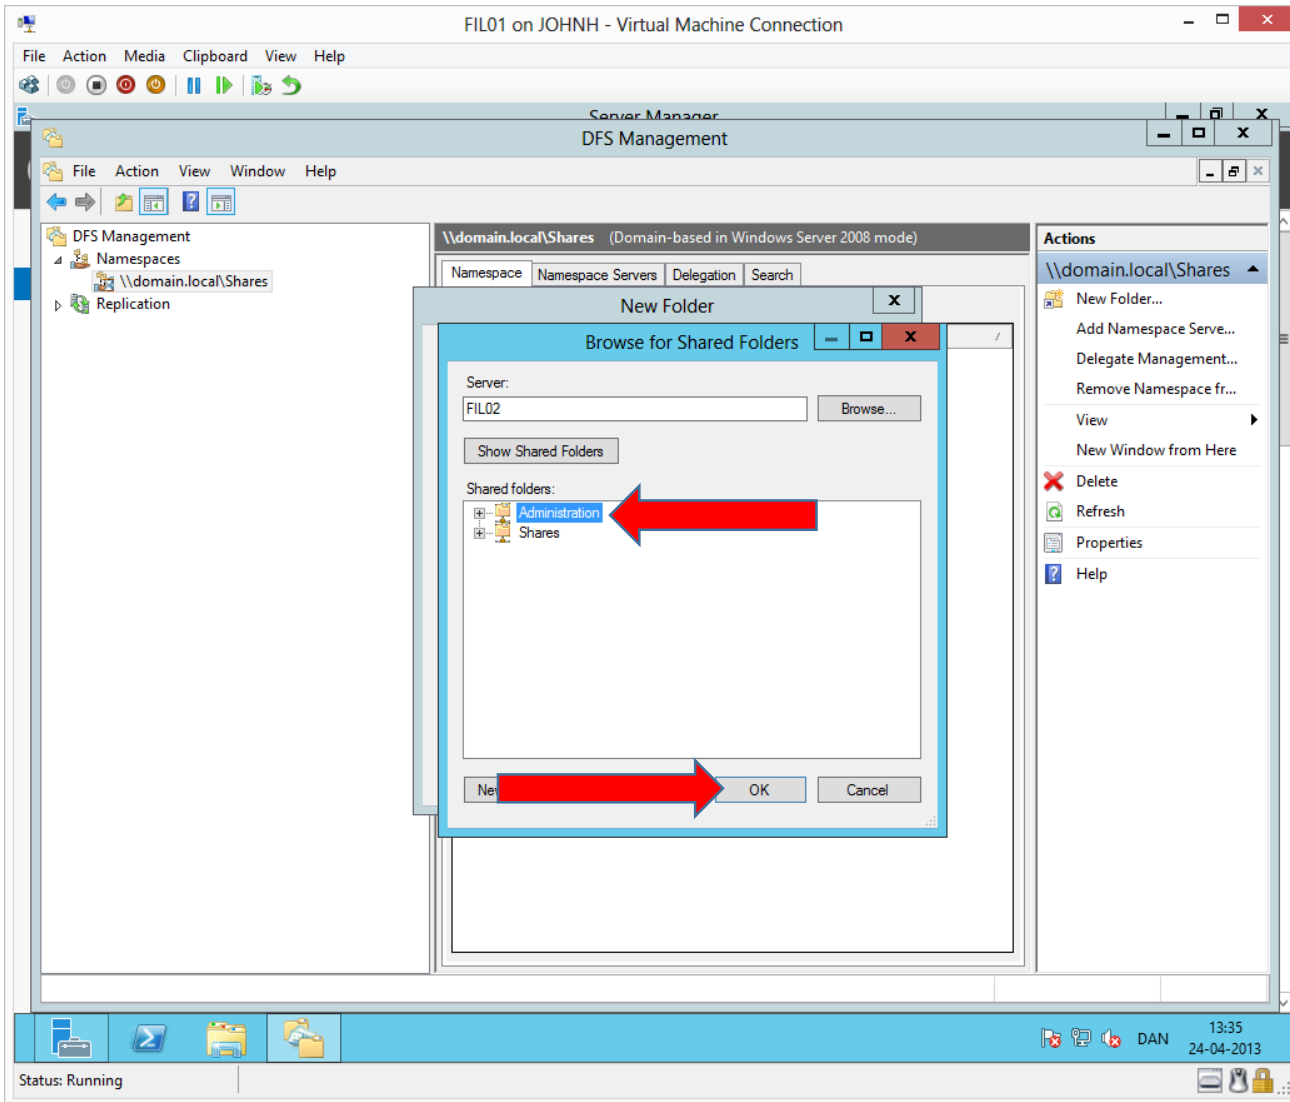 FIL01 on JOHNH - Virtual Machine Connection
File Action Media Clipboard View Help
Server Manager
DFS Management
File Action View Window Help
DFS Management
Namespaces
\\domain.local\Shares
Replication
\\domain.local\Shares (Domain-based in Windows Server 2008 mode)
Namespace Namespace Servers Delegation Search
New Folder
Browse for Shared Folders
Server:
FIL02
Browse...
Show Shared Folders
Shared folders:
Administration
Shares
OK
Cancel
Actions
\\domain.local\Shares
New Folder...
Add Namespace Serve...
Delegate Management...
Remove Namespace fr...
View
New Window from Here
Delete
Refresh
Properties
Help
DAN
13:35
24-04-2013
Status: Running